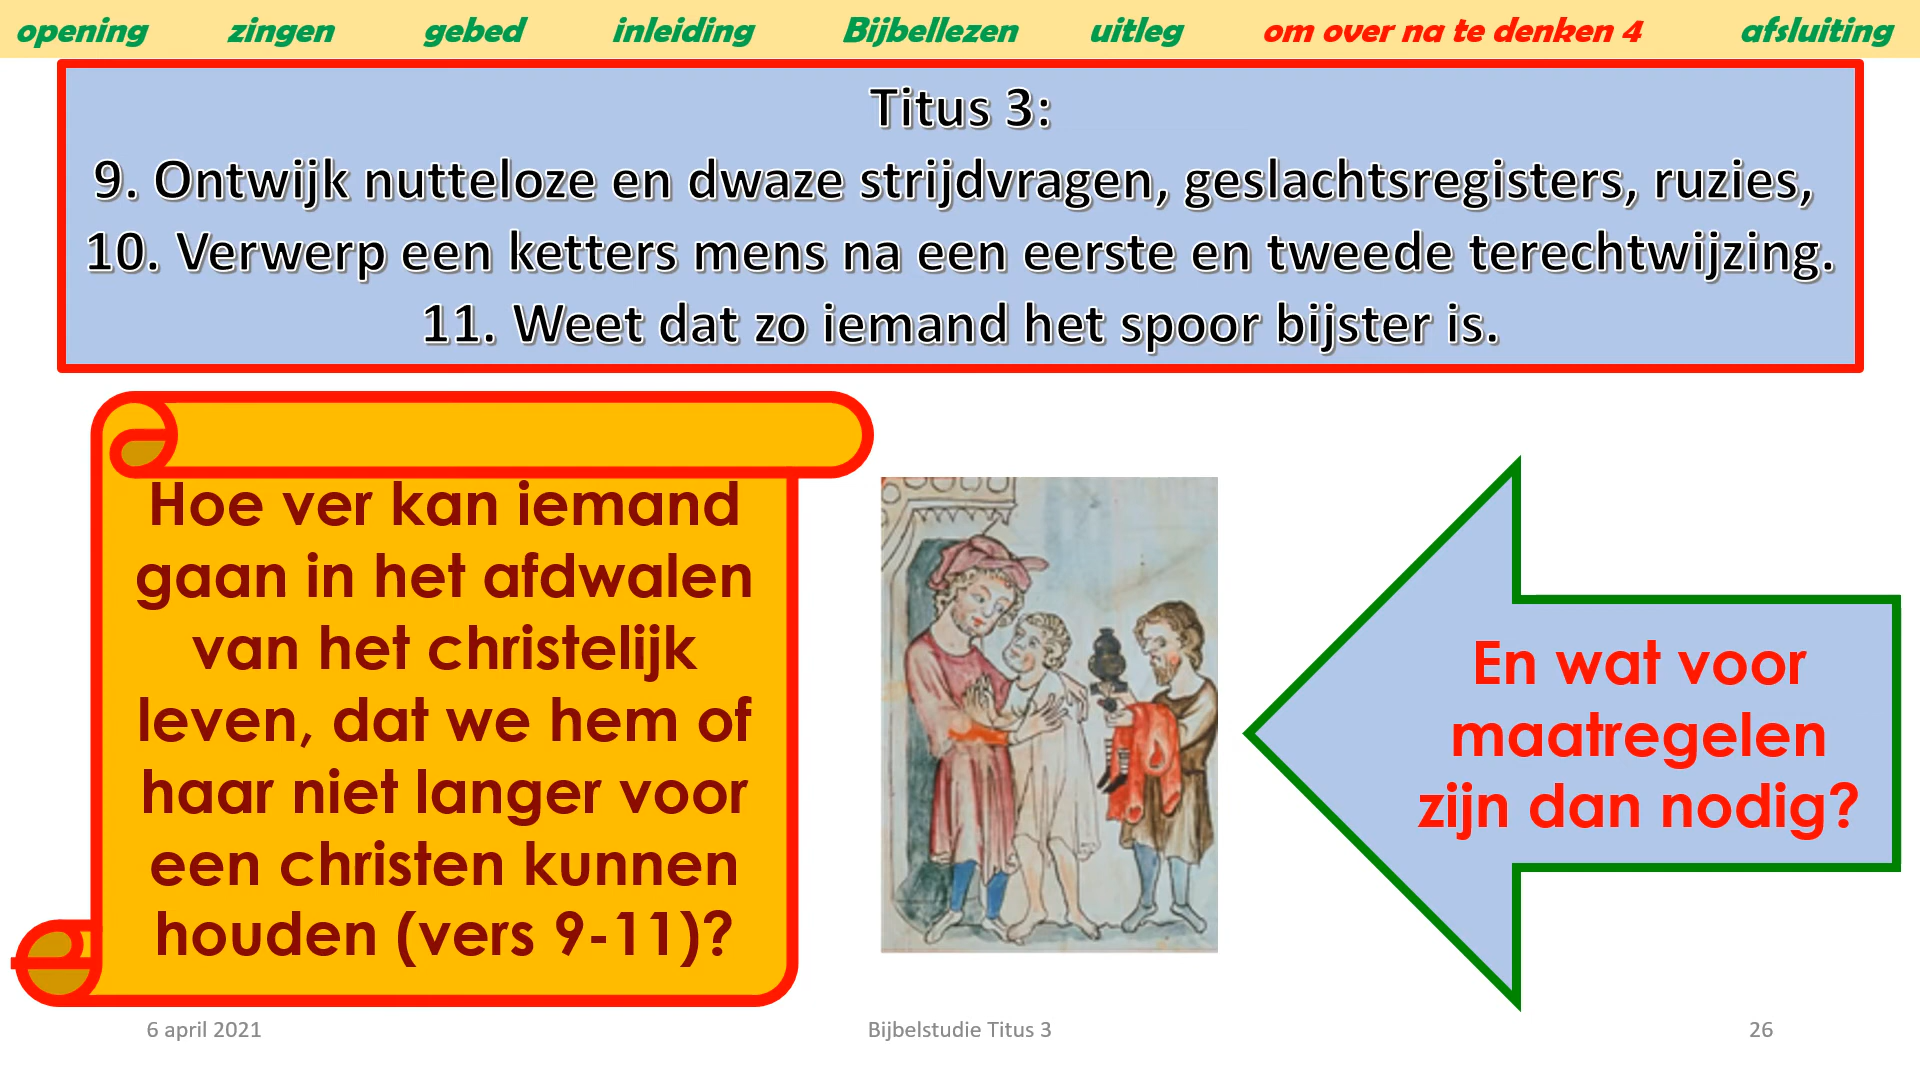 opening zingen gebed inleiding Bijbellezen uitleg om over na te denken 4 afsluiting
Titus 3:
9. Ontwijk nutteloze en dwaze strijdvragen, geslachtsregisters, ruzies,
10. Verwerp een ketters mens na een eerste en tweede terechtwijzing.
11. Weet dat zo iemand het spoor bijster is.
Hoe ver kan iemand
gaan in het afdwalen
van het christelijk
leven, dat we hem of
haar niet langer voor
een christen kunnen
houden (vers 9-11)?
En wat voor
maatregelen
zijn dan nodig?
6 april 2021
Bijbelstudie Titus 3
26